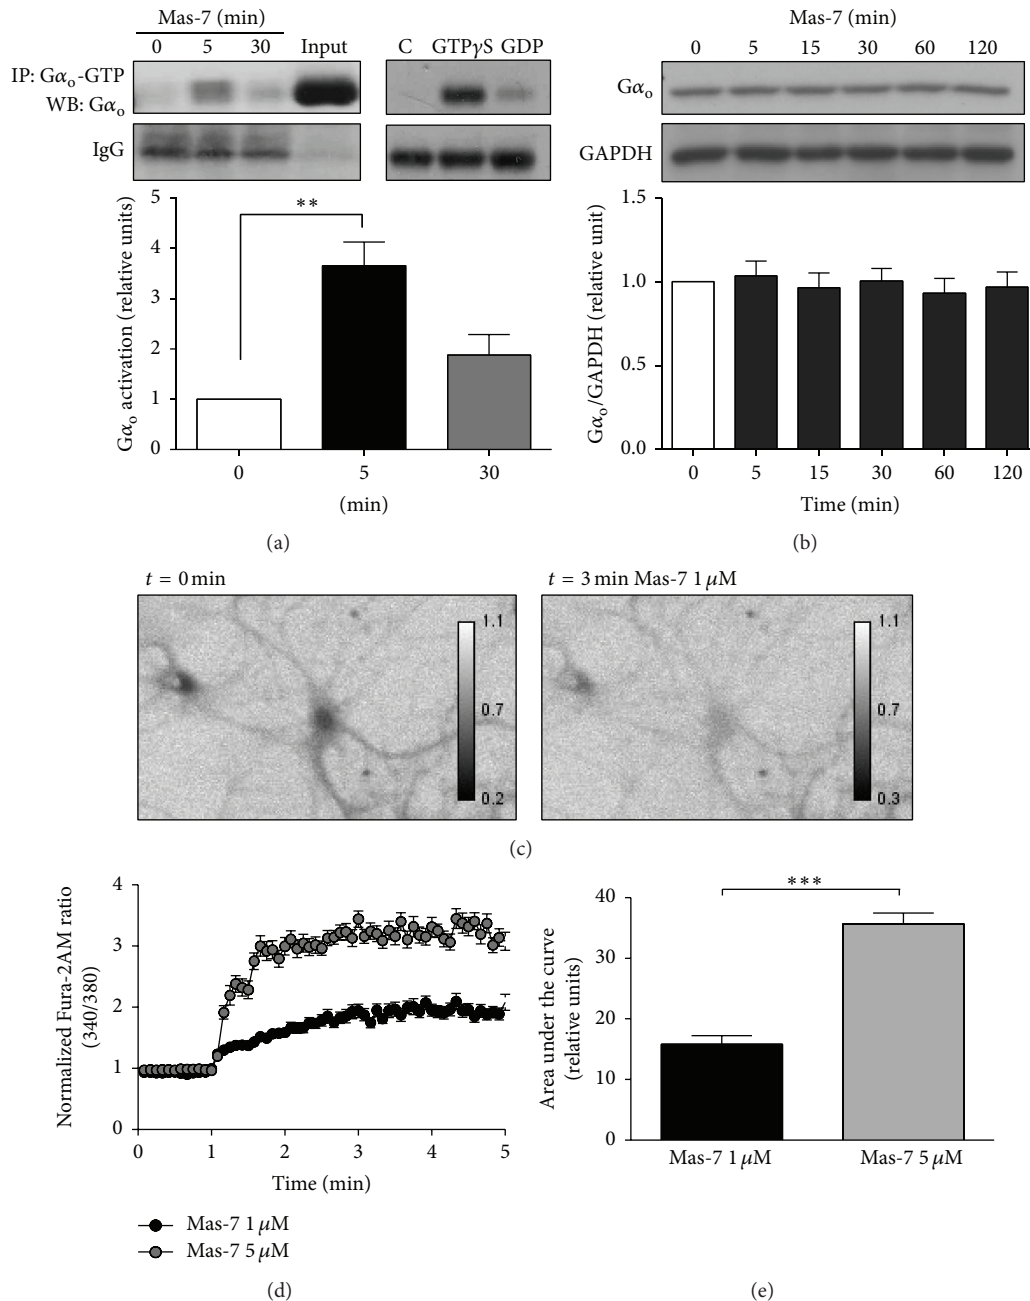 Mas-7 (min)
0 5 30 Input
C GTPγS GDP
IP: Gαo-GTP
WB: Gαo
IgG
Gαo activation (relative units)
5
4
3
2
1
0
**
0 5 30
(min)
(a)
Mas-7 (min)
0 5 15 30 60 120
Gαo
GAPDH
Gαo/GAPDH (relative unit)
1.5
1.0
0.5
0.0
0 5 15 30 60 120
Time (min)
(b)
t = 0 min
1.1
0.7
0.2
t = 3 min Mas-7 1 μM
1.1
0.7
0.3
(c)
Normalized Fura-2AM ratio
(340/380)
4
3
2
1
0
0 1 2 3 4 5
Time (min)
Mas-7 1 μM
Mas-7 5 μM
(d)
Area under the curve
(relative units)
40
30
20
10
0
***
Mas-7 1 μM Mas-7 5 μM
(e)